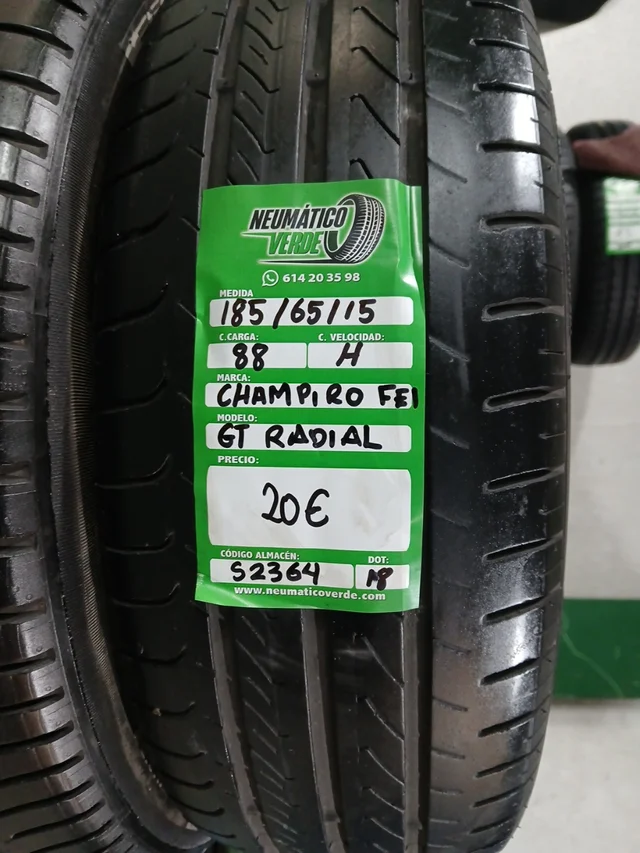 NEUMÁTICO
VERDE
614 20 35 98
MEDIDA
185/65/15
C.CARGA: C. VELOCIDAD:
88 H
MARCA:
CHAMPIRO FE1
MODELO:
GT RADIAL
PRECIO:
20€
CÓDIGO ALMACÉN: DOT:
S2364 18
www.neumaticoverde.com